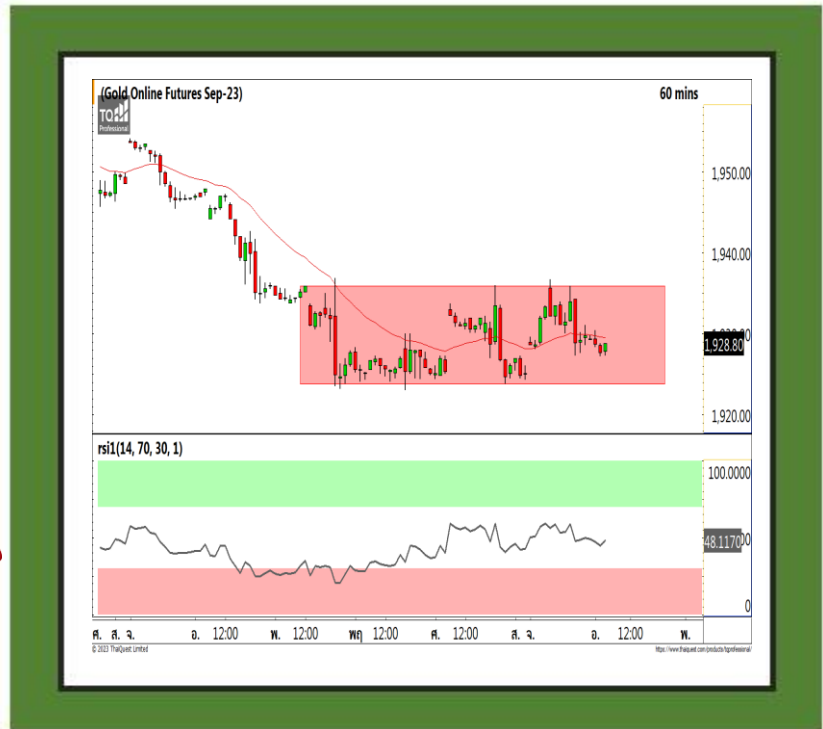 (Gold Online Futures Sep-23) 60 mins
TQ
Professional
1,950.00
1,940.00
1,928.80
1,920.00
rsi1(14, 70, 30, 1)
100.0000
48.1170
0
ศ. ส. จ. อ. 12:00 พ. 12:00 พฤ 12:00 ศ. 12:00 ส. จ. อ. 12:00 พ.
© 2023 ThaiQuest Limited https://www.thaiquest.com/products/tqprofessional/